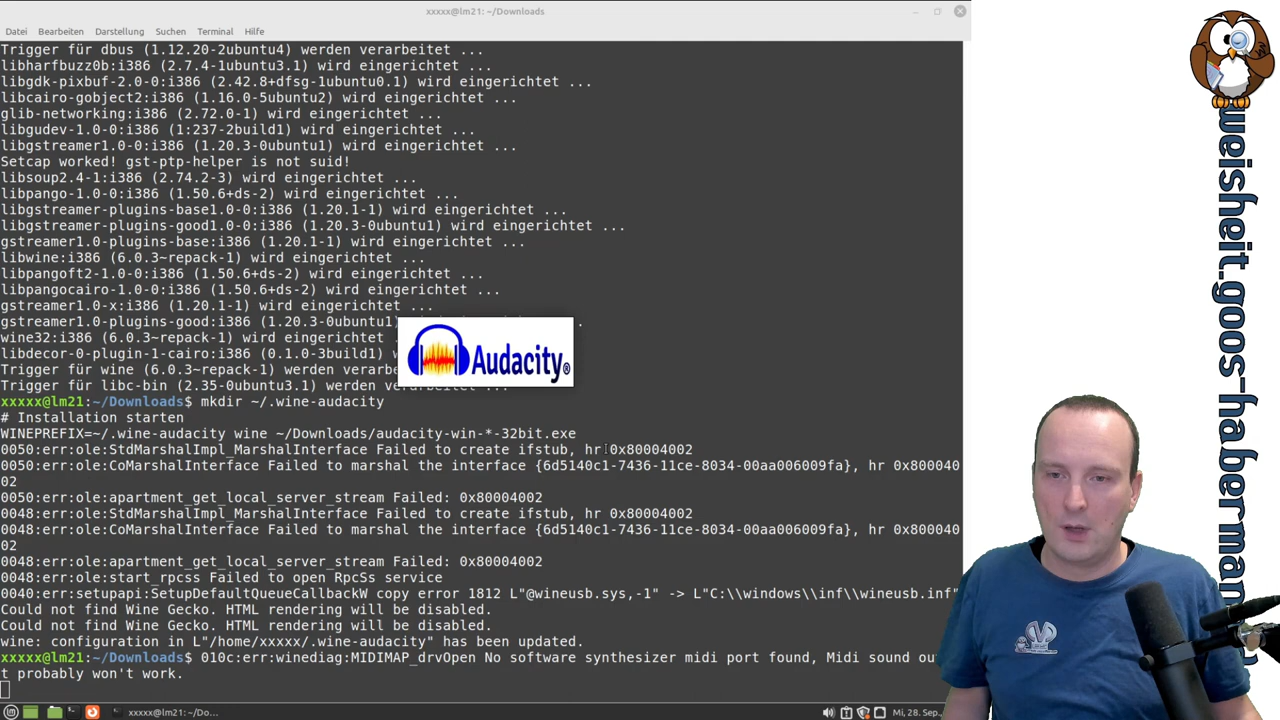 xxxxx@lm21: ~/Downloads
Datei Bearbeiten Darstellung Suchen Terminal Hilfe
Trigger für dbus (1.12.20-2ubuntu4) werden verarbeitet ...
libharfbuzz0b:i386 (2.7.4-1ubuntu3.1) wird eingerichtet ...
libgdk-pixbuf-2.0-0:i386 (2.42.8+dfsg-1ubuntu0.1) wird eingerichtet ...
libcairo-gobject2:i386 (1.16.0-5ubuntu2) wird eingerichtet ...
glib-networking:i386 (2.72.0-1) wird eingerichtet ...
libgudev-1.0-0:i386 (1:237-2build1) wird eingerichtet ...
libgstreamer1.0-0:i386 (1.20.3-0ubuntu1) wird eingerichtet ...
Setcap worked! gst-ptp-helper is not suid!
libsoup2.4-1:i386 (2.74.2-3) wird eingerichtet ...
libpango-1.0-0:i386 (1.50.6+ds-2) wird eingerichtet ...
libgstreamer-plugins-base1.0-0:i386 (1.20.1-1) wird eingerichtet ...
libgstreamer-plugins-good1.0-0:i386 (1.20.3-0ubuntu1) wird eingerichtet ...
gstreamer1.0-plugins-base:i386 (1.20.1-1) wird eingerichtet ...
libwine:i386 (6.0.3~repack-1) wird eingerichtet ...
libpangoft2-1.0-0:i386 (1.50.6+ds-2) wird eingerichtet ...
libpangocairo-1.0-0:i386 (1.50.6+ds-2) wird eingerichtet ...
gstreamer1.0-x:i386 (1.20.1-1) wird eingerichtet ...
gstreamer1.0-plugins-good:i386 (1.20.3-0ubuntu1)
wine32:i386 (6.0.3~repack-1) wird eingerichtet
libdecor-0-plugin-1-cairo:i386 (0.1.0-3build1)
Trigger für wine (6.0.3~repack-1) werden
Trigger für libc-bin (2.35-0ubuntu3.1) werden
Audacity®
xxxxx@lm21:~/Downloads$ mkdir ~/.wine-audacity
# Installation starten
WINEPREFIX=~/.wine-audacity wine ~/Downloads/audacity-win-*-32bit.exe
0050:err:ole:StdMarshalImpl_MarshalInterface Failed to create ifstub, hr 0x80004002
0050:err:ole:CoMarshalInterface Failed to marshal the interface {6d5140c1-7436-11ce-8034-00aa006009fa}, hr 0x800040
02
0050:err:ole:apartment_get_local_server_stream Failed: 0x80004002
0048:err:ole:StdMarshalImpl_MarshalInterface Failed to create ifstub, hr 0x80004002
0048:err:ole:CoMarshalInterface Failed to marshal the interface {6d5140c1-7436-11ce-8034-00aa006009fa}, hr 0x800040
02
0048:err:ole:apartment_get_local_server_stream Failed: 0x80004002
0048:err:ole:start_rpcss Failed to open RpcSs service
0040:err:setupapi:SetupDefaultQueueCallbackW copy error 1812 L"@wineusb.sys,-1" -> L"C:\\windows\\inf\\wineusb.inf"
Could not find Wine Gecko. HTML rendering will be disabled.
Could not find Wine Gecko. HTML rendering will be disabled.
wine: configuration in L"/home/xxxxx/.wine-audacity" has been updated.
xxxxx@lm21:~/Downloads$ 010c:err:winediag:MIDIMAP_drvOpen No software synthesizer midi port found, Midi sound
t probably won't work.
xxxxx@lm21: ~/Do...
Mi, 28. Sep.,
weisheit.goos-haberman